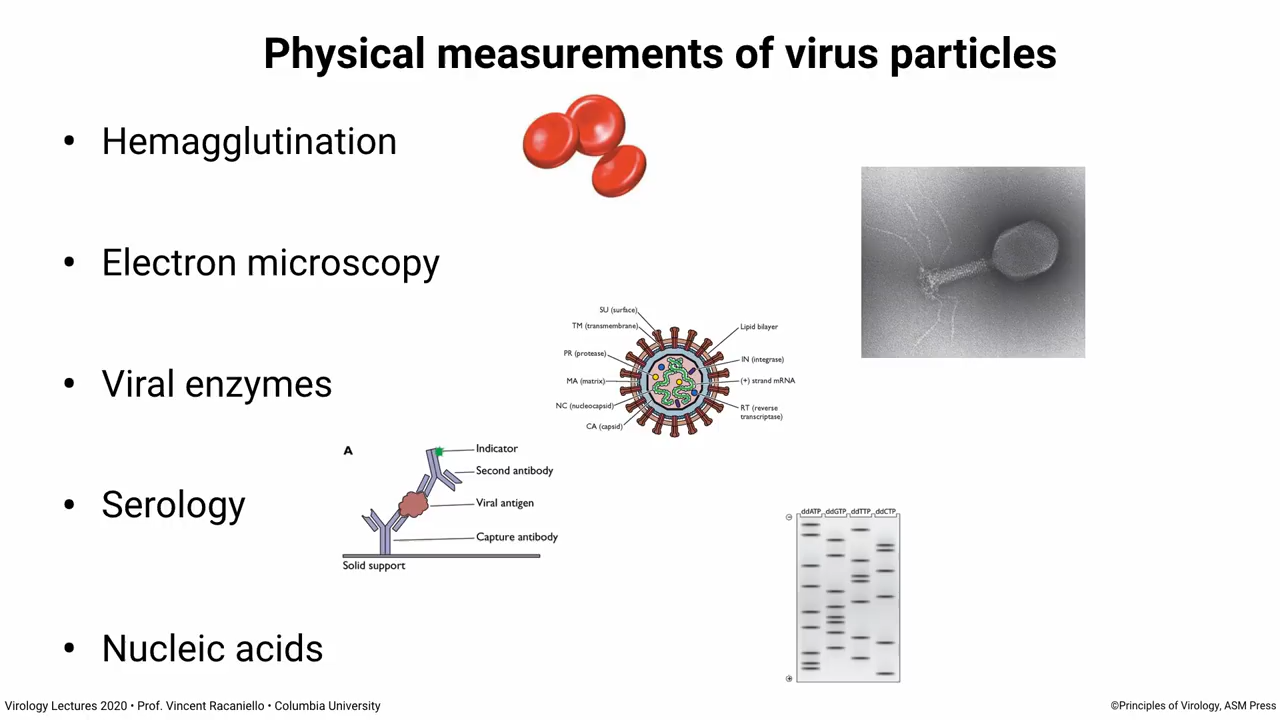 Physical measurements of virus particles
• Hemagglutination
• Electron microscopy
SU (surface)
TM (transmembrane)
PR (protease)
MA (matrix)
NC (nucleocapsid)
CA (capsid)
Lipid bilayer
IN (integrase)
(+) strand mRNA
RT (reverse
transcriptase)
• Viral enzymes
A
Indicator
Second antibody
Viral antigen
Capture antibody
Solid support
• Serology
ddATP ddGTP ddTTP ddCTP
• Nucleic acids
Virology Lectures 2020 • Prof. Vincent Racaniello • Columbia University
©Principles of Virology, ASM Press